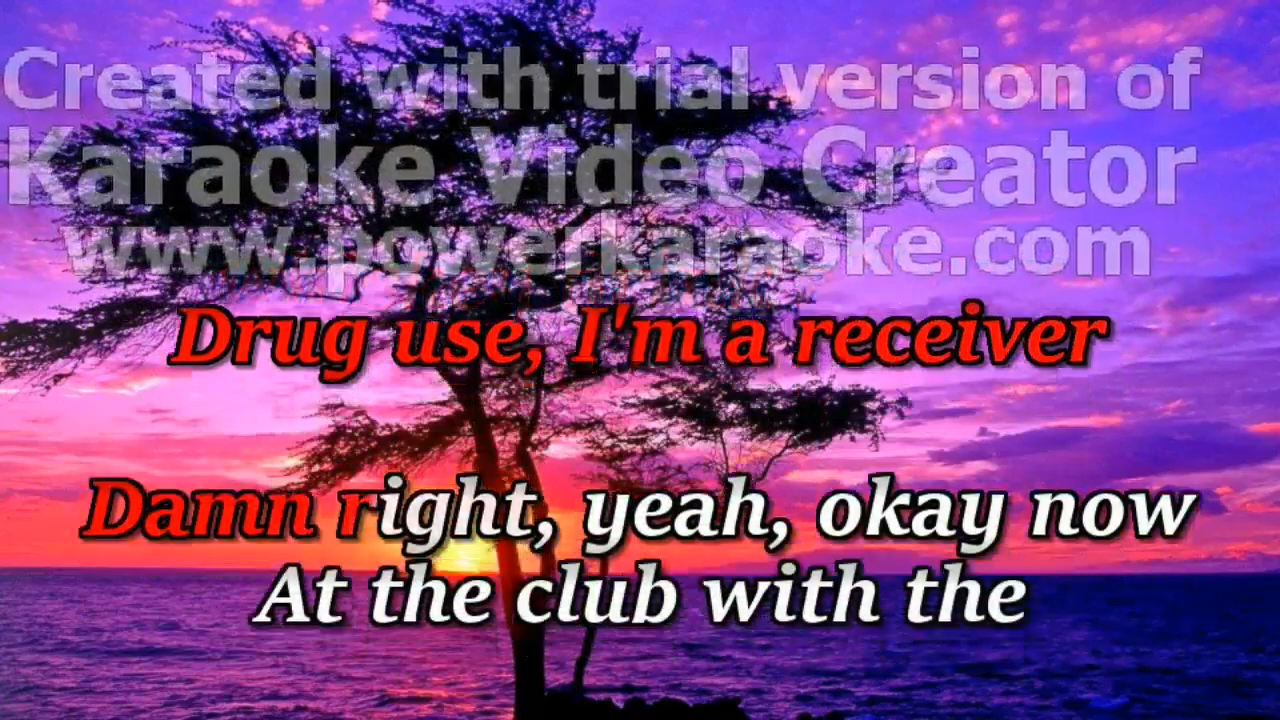 Created with trial version of
Karaoke Video Creator
www.powerkaraoke.com
Drug use, I'm a receiver
Damn right, yeah, okay now
At the club with the